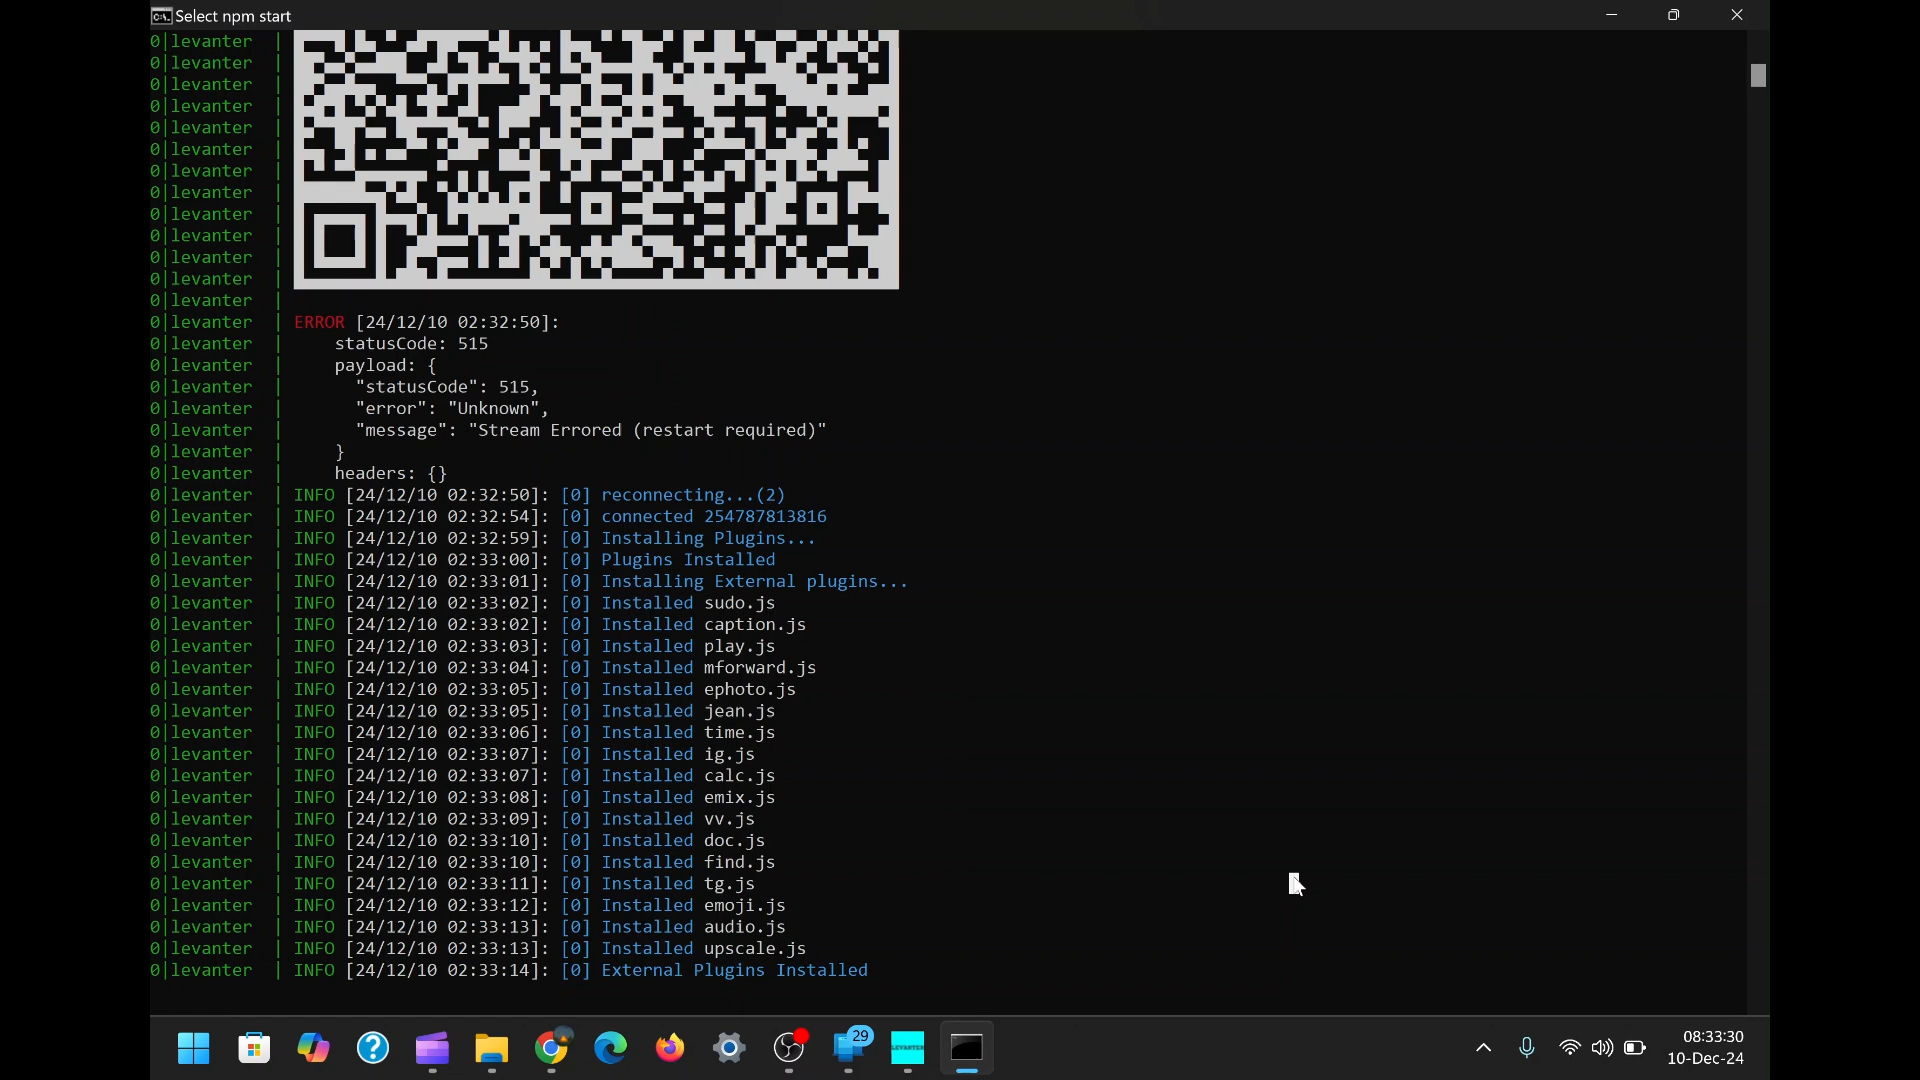 Select npm start
0|levanter |
0|levanter |
0|levanter |
0|levanter |
0|levanter |
0|levanter |
0|levanter |
0|levanter |
0|levanter |
0|levanter |
0|levanter |
0|levanter |
0|levanter |
0|levanter | ERROR [24/12/10 02:32:50]:
0|levanter | statusCode: 515
0|levanter | payload: {
0|levanter | "statusCode": 515,
0|levanter | "error": "Unknown",
0|levanter | "message": "Stream Errored (restart required)"
0|levanter | }
0|levanter | headers: {}
0|levanter | INFO [24/12/10 02:32:50]: [0] reconnecting...(2)
0|levanter | INFO [24/12/10 02:32:54]: [0] connected 254787813816
0|levanter | INFO [24/12/10 02:32:59]: [0] Installing Plugins...
0|levanter | INFO [24/12/10 02:33:00]: [0] Plugins Installed
0|levanter | INFO [24/12/10 02:33:01]: [0] Installing External plugins...
0|levanter | INFO [24/12/10 02:33:02]: [0] Installed sudo.js
0|levanter | INFO [24/12/10 02:33:02]: [0] Installed caption.js
0|levanter | INFO [24/12/10 02:33:03]: [0] Installed play.js
0|levanter | INFO [24/12/10 02:33:04]: [0] Installed mforward.js
0|levanter | INFO [24/12/10 02:33:05]: [0] Installed ephoto.js
0|levanter | INFO [24/12/10 02:33:05]: [0] Installed jean.js
0|levanter | INFO [24/12/10 02:33:06]: [0] Installed time.js
0|levanter | INFO [24/12/10 02:33:07]: [0] Installed ig.js
0|levanter | INFO [24/12/10 02:33:07]: [0] Installed calc.js
0|levanter | INFO [24/12/10 02:33:08]: [0] Installed emix.js
0|levanter | INFO [24/12/10 02:33:09]: [0] Installed vv.js
0|levanter | INFO [24/12/10 02:33:10]: [0] Installed doc.js
0|levanter | INFO [24/12/10 02:33:10]: [0] Installed find.js
0|levanter | INFO [24/12/10 02:33:11]: [0] Installed tg.js
0|levanter | INFO [24/12/10 02:33:12]: [0] Installed emoji.js
0|levanter | INFO [24/12/10 02:33:13]: [0] Installed audio.js
0|levanter | INFO [24/12/10 02:33:13]: [0] Installed upscale.js
0|levanter | INFO [24/12/10 02:33:14]: [0] External Plugins Installed
29
LEVANTER
08:33:30
10-Dec-24